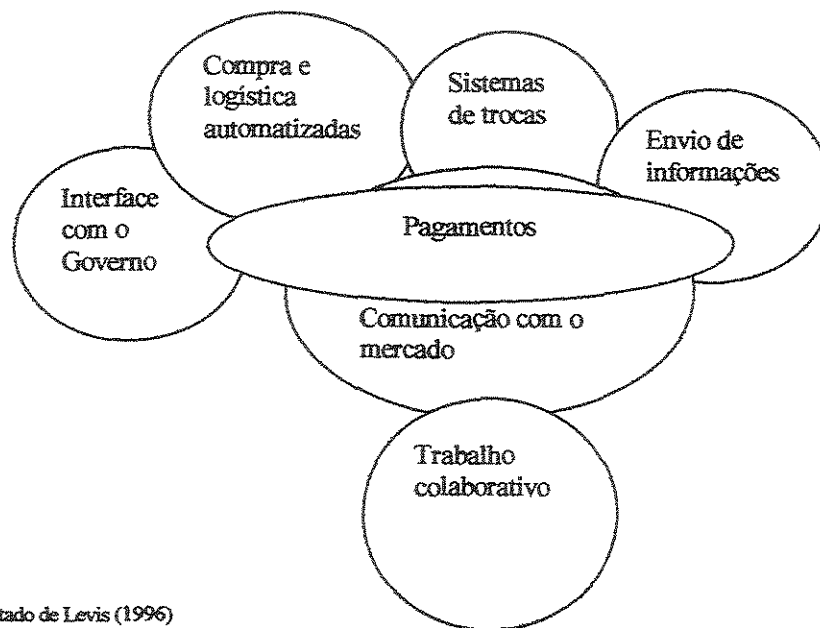 Compra e
logística
automatizadas
Sistemas
de trocas
Envio de
informações
Interface
com o
Governo
Pagamentos
Comunicação com o
mercado
Trabalho
colaborativo
tado de Levis (1996)